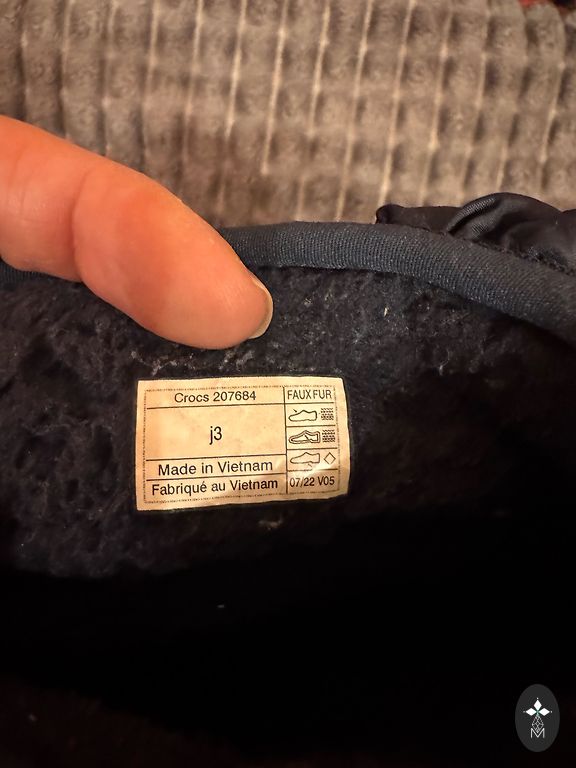 Crocs 207684
FAUX FUR
j3
Made in Vietnam
Fabriqué au Vietnam
07/22 V05
M